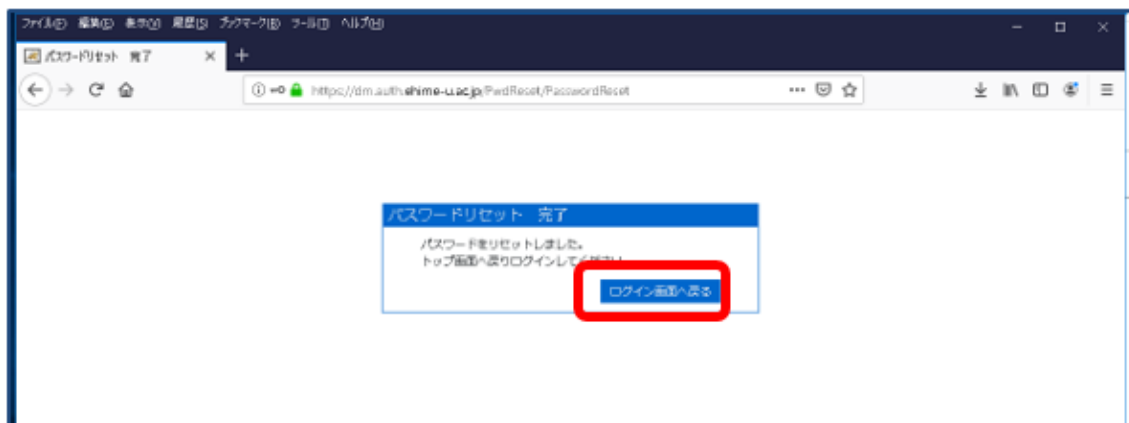 ファイル(F) 編集(E) 表示(V) 履歴(S) ブックマーク(B) ツール(T) ヘルプ(H)
パスワードリセット 完了
https://dm.auth.ehime-u.ac.jp/PwdReset/PasswordReset
パスワードリセット 完了
パスワードをリセットしました。
トップ画面へ戻りログインしてください
ログイン画面へ戻る